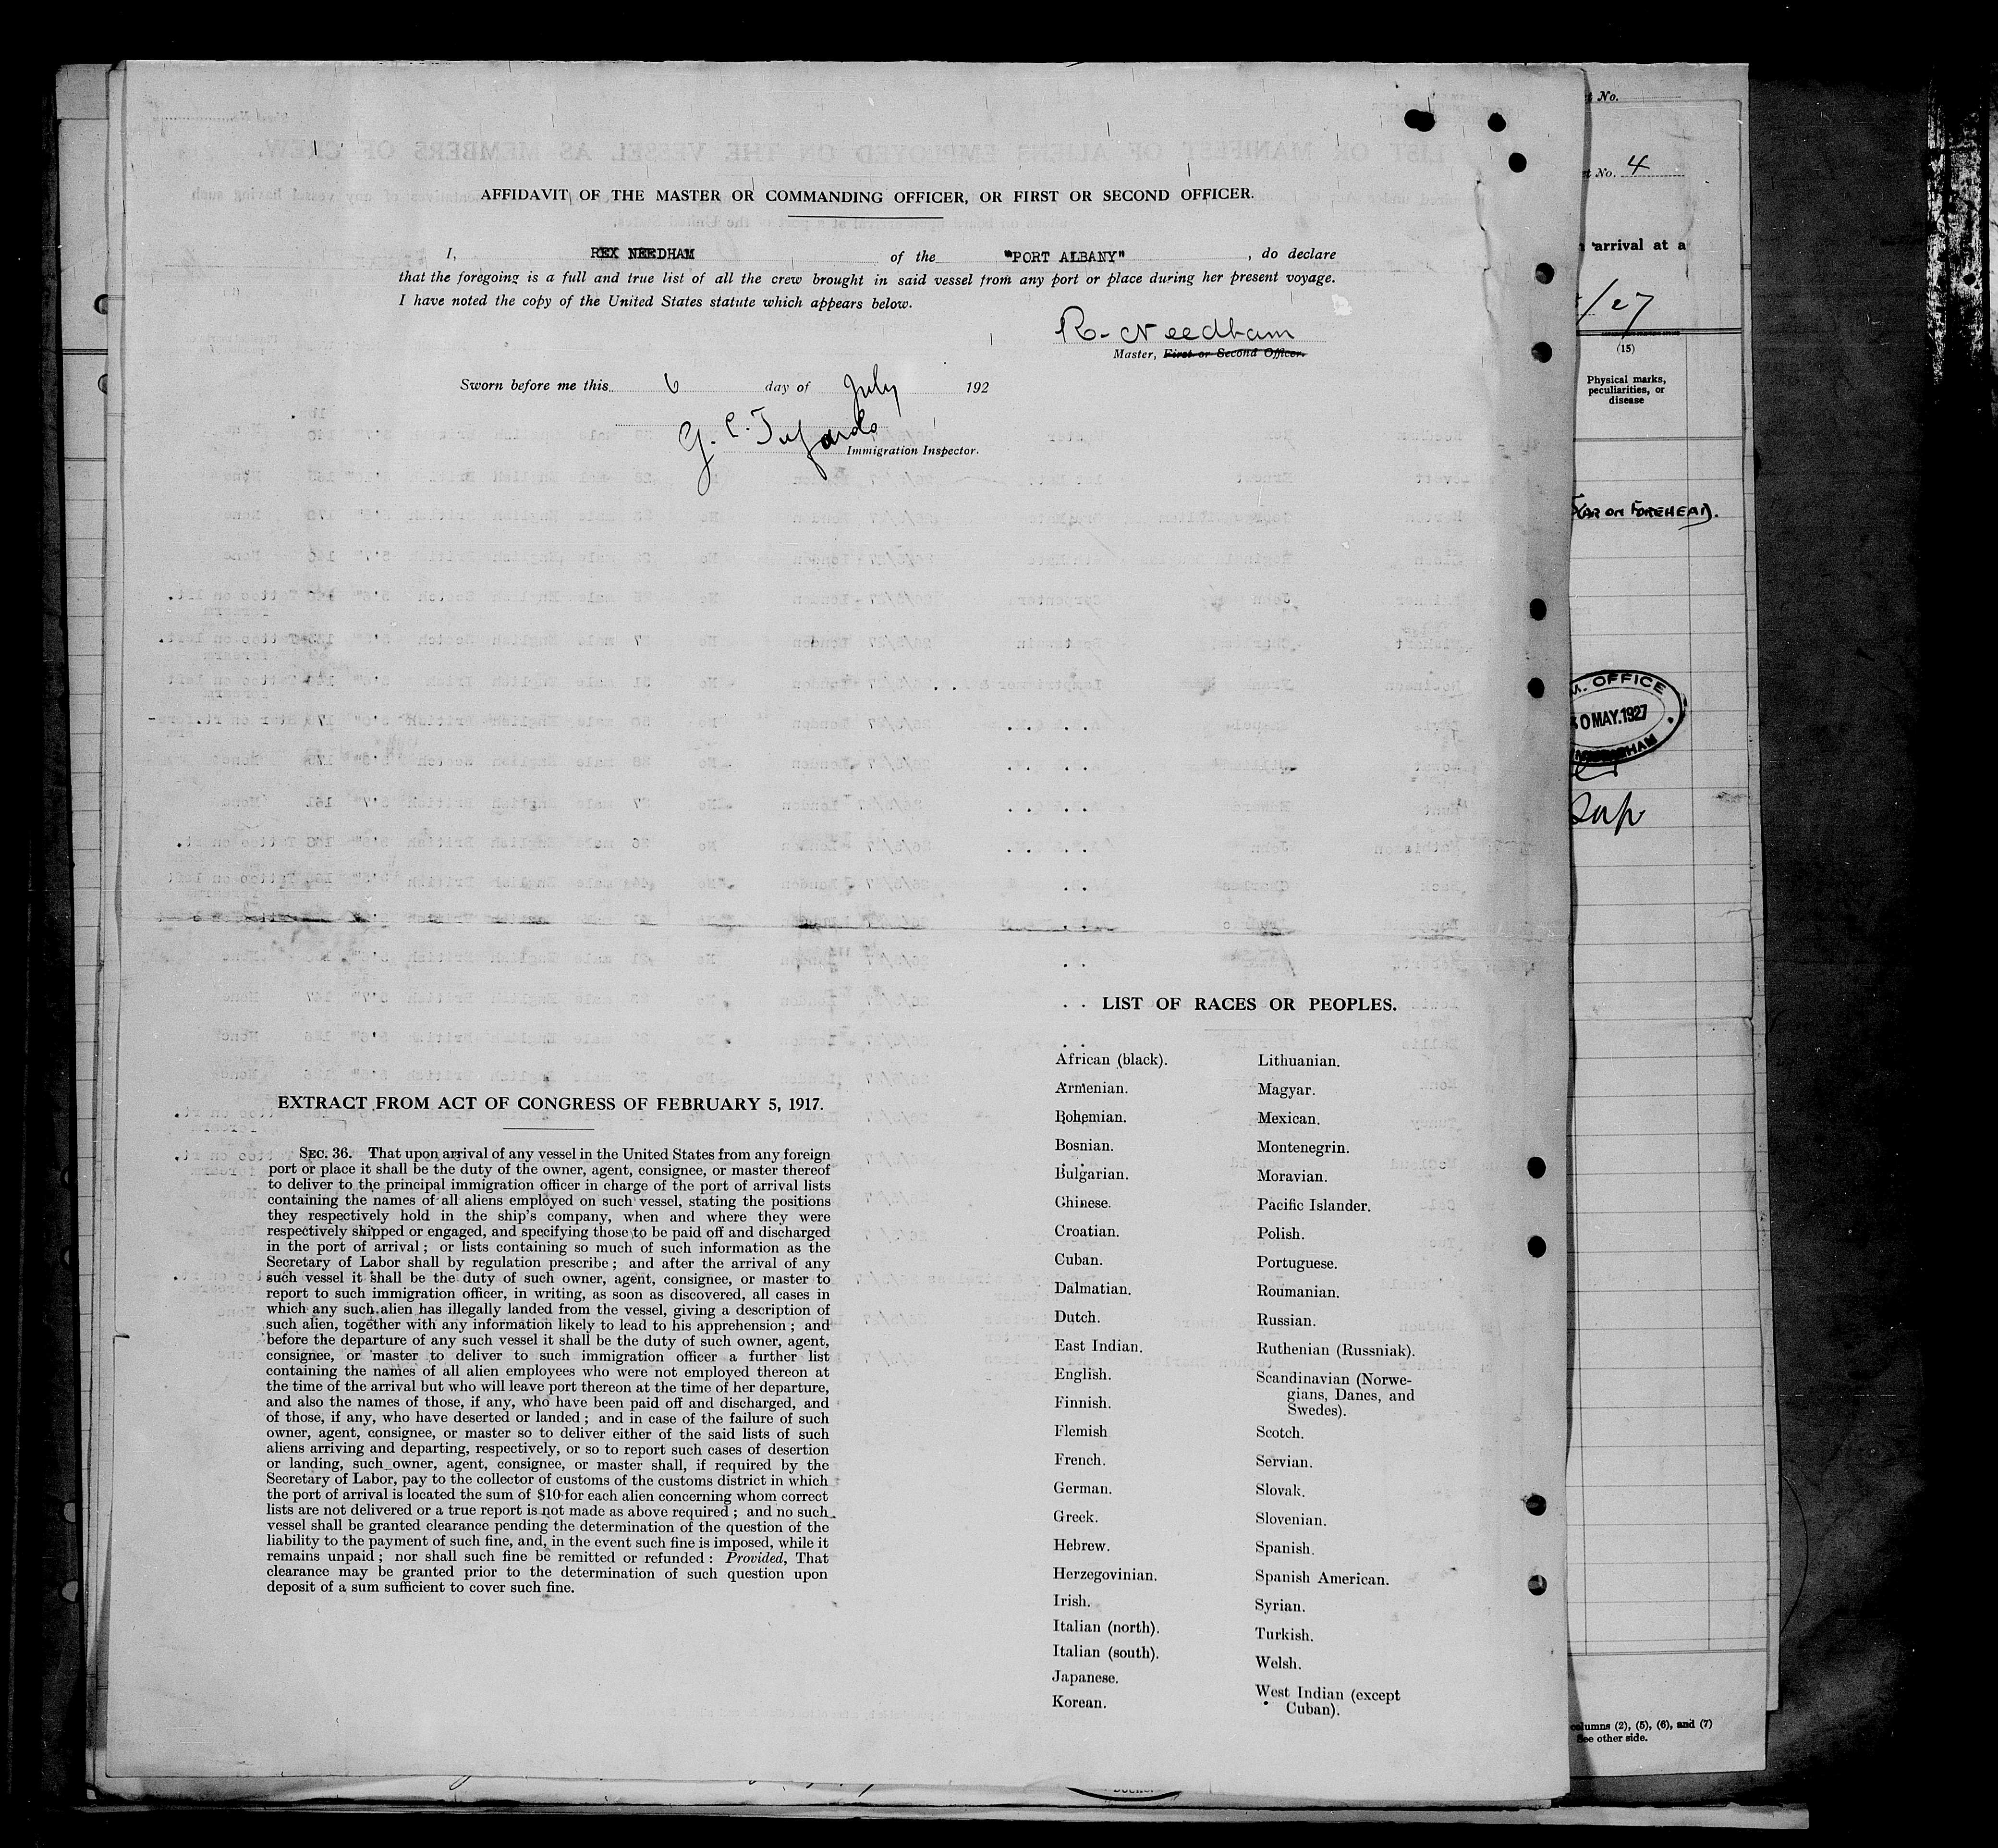 AFFIDAVIT OF THE MASTER OR COMMANDING OFFICER, OR FIRST OR SECOND OFFICER.
I, REX NEEDHAM of the "PORT ALBANY", do declare
that the foregoing is a full and true list of all the crew brought in said vessel from any port or place during her present voyage.
I have noted the copy of the United States statute which appears below.
R. Needham
Master, First or Second Officer.
Sworn before me this 6 day of July 192
Immigration Inspector.
EXTRACT FROM ACT OF CONGRESS OF FEBRUARY 5, 1917.
SEC. 36. That upon arrival of any vessel in the United States from any foreign
port or place it shall be the duty of the owner, agent, consignee, or master thereof
to deliver to the principal immigration officer in charge of the port of arrival lists
containing the names of all aliens employed on such vessel, stating the positions
they respectively hold in the ship's company, when and where they were
respectively shipped or engaged, and specifying those to be paid off and discharged
in the port of arrival; or lists containing so much of such information as the
Secretary of Labor shall by regulation prescribe; and after the arrival of any
such vessel it shall be the duty of such owner, agent, consignee, or master to
report to such immigration officer, in writing, as soon as discovered, all cases in
which any such alien has illegally landed from the vessel, giving a description of
such alien, together with any information likely to lead to his apprehension; and
before the departure of any such vessel it shall be the duty of such owner, agent,
consignee, or master to deliver to such immigration officer a further list
containing the names of all alien employees who were not employed thereon at
the time of the arrival but who will leave port thereon at the time of her departure,
and also the names of those, if any, who have been paid off and discharged, and
of those, if any, who have deserted or landed; and in case of the failure of such
owner, agent, consignee, or master so to deliver either of the said lists of such
aliens arriving and departing, respectively, or so to report such cases of desertion
or landing, such owner, agent, consignee, or master shall, if required by the
Secretary of Labor, pay to the collector of customs of the customs district in which
the port of arrival is located the sum of $10 for each alien concerning whom correct
lists are not delivered or a true report is not made as above required; and no such
vessel shall be granted clearance pending the determination of the question of the
liability to the payment of such fine, and, in the event such fine is imposed, while it
remains unpaid; nor shall such fine be remitted or refunded: Provided, That
clearance may be granted prior to the determination of such question upon
deposit of a sum sufficient to cover such fine.
LIST OF RACES OR PEOPLES.
African (black).
Armenian.
Bohemian.
Bosnian.
Bulgarian.
Chinese.
Croatian.
Cuban.
Dalmatian.
Dutch.
East Indian.
English.
Finnish.
Flemish
French.
German.
Greek.
Hebrew.
Herzegovinian.
Irish.
Italian (north).
Italian (south).
Japanese.
Korean.
Lithuanian.
Magyar.
Mexican.
Montenegrin.
Moravian.
Pacific Islander.
Polish.
Portuguese.
Roumanian.
Russian.
Ruthenian (Russniak).
Scandinavian (Norwe-
gians, Danes, and
Swedes).
Scotch.
Servian.
Slovak.
Slovenian.
Spanish.
Spanish American.
Syrian.
Turkish.
Welsh.
West Indian (except
Cuban).
No.
No. 4
arrival at a
/27
(15)
Physical marks,
peculiarities, or
disease
ON FOREHEAD.
OFFICE
MAY.1927
columns (2), (5), (6), and (7)
See other side.